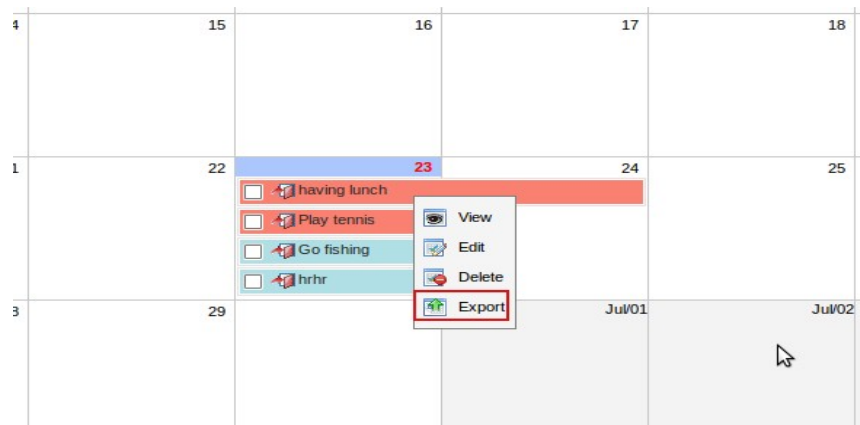 4 15 16 17 18
1 22 23 24 25
having lunch
Play tennis
Go fishing
hrhr
View
Edit
Delete
Export
8 29 Jul/01 Jul/02